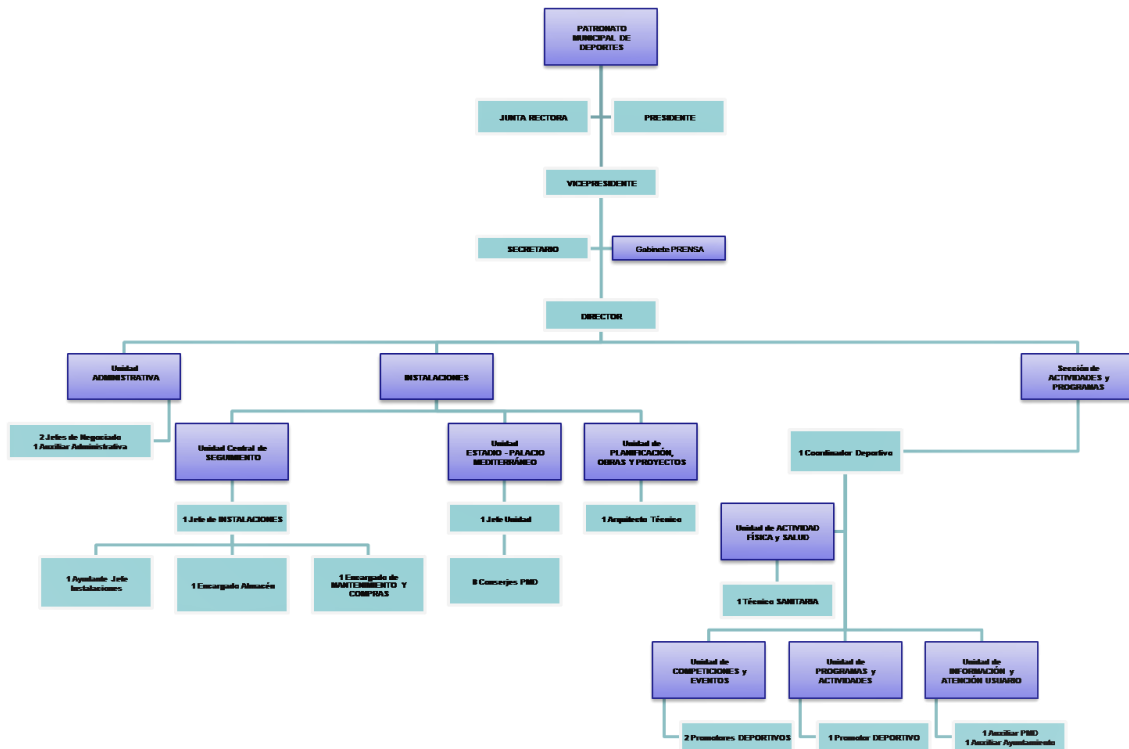 PATRONATO
MUNICIPAL DE
DEPORTES
JUNTA RECTORA
PRESIDENTE
VICEPRESIDENTE
SECRETARIO
Gabinete PRENSA
DIRECTOR
Unidad
ADMINISTRATIVA
INSTALACIONES
Sección de
ACTIVIDADES y
PROGRAMAS
2 Jefes de Negociado
1 Auxiliar Administrativa
Unidad Central de
SEGUIMIENTO
Unidad
ESTADIO - PALACIO
MEDITERRÁNEO
Unidad de
PLANIFICACIÓN,
OBRAS Y PROYECTOS
1 Coordinador Deportivo
1 Jefe de INSTALACIONES
1 Jefe Unidad
1 Arquitecto Técnico
Unidad de ACTIVIDAD
FÍSICA y SALUD
1 Ayudante Jefe
Instalaciones
1 Encargado Almacén
1 Encargado de
MANTENIMIENTO Y
COMPRAS
Conserjes PMD
1 Técnico SANITARIA
Unidad de
COMPETICIONES y
EVENTOS
Unidad de
PROGRAMAS y
ACTIVIDADES
Unidad de
INFORMACIÓN y
ATENCIÓN USUARIO
2 Promotores DEPORTIVOS
1 Promotor DEPORTIVO
1 Auxiliar PMD
1 Auxiliar Ayuntamiento